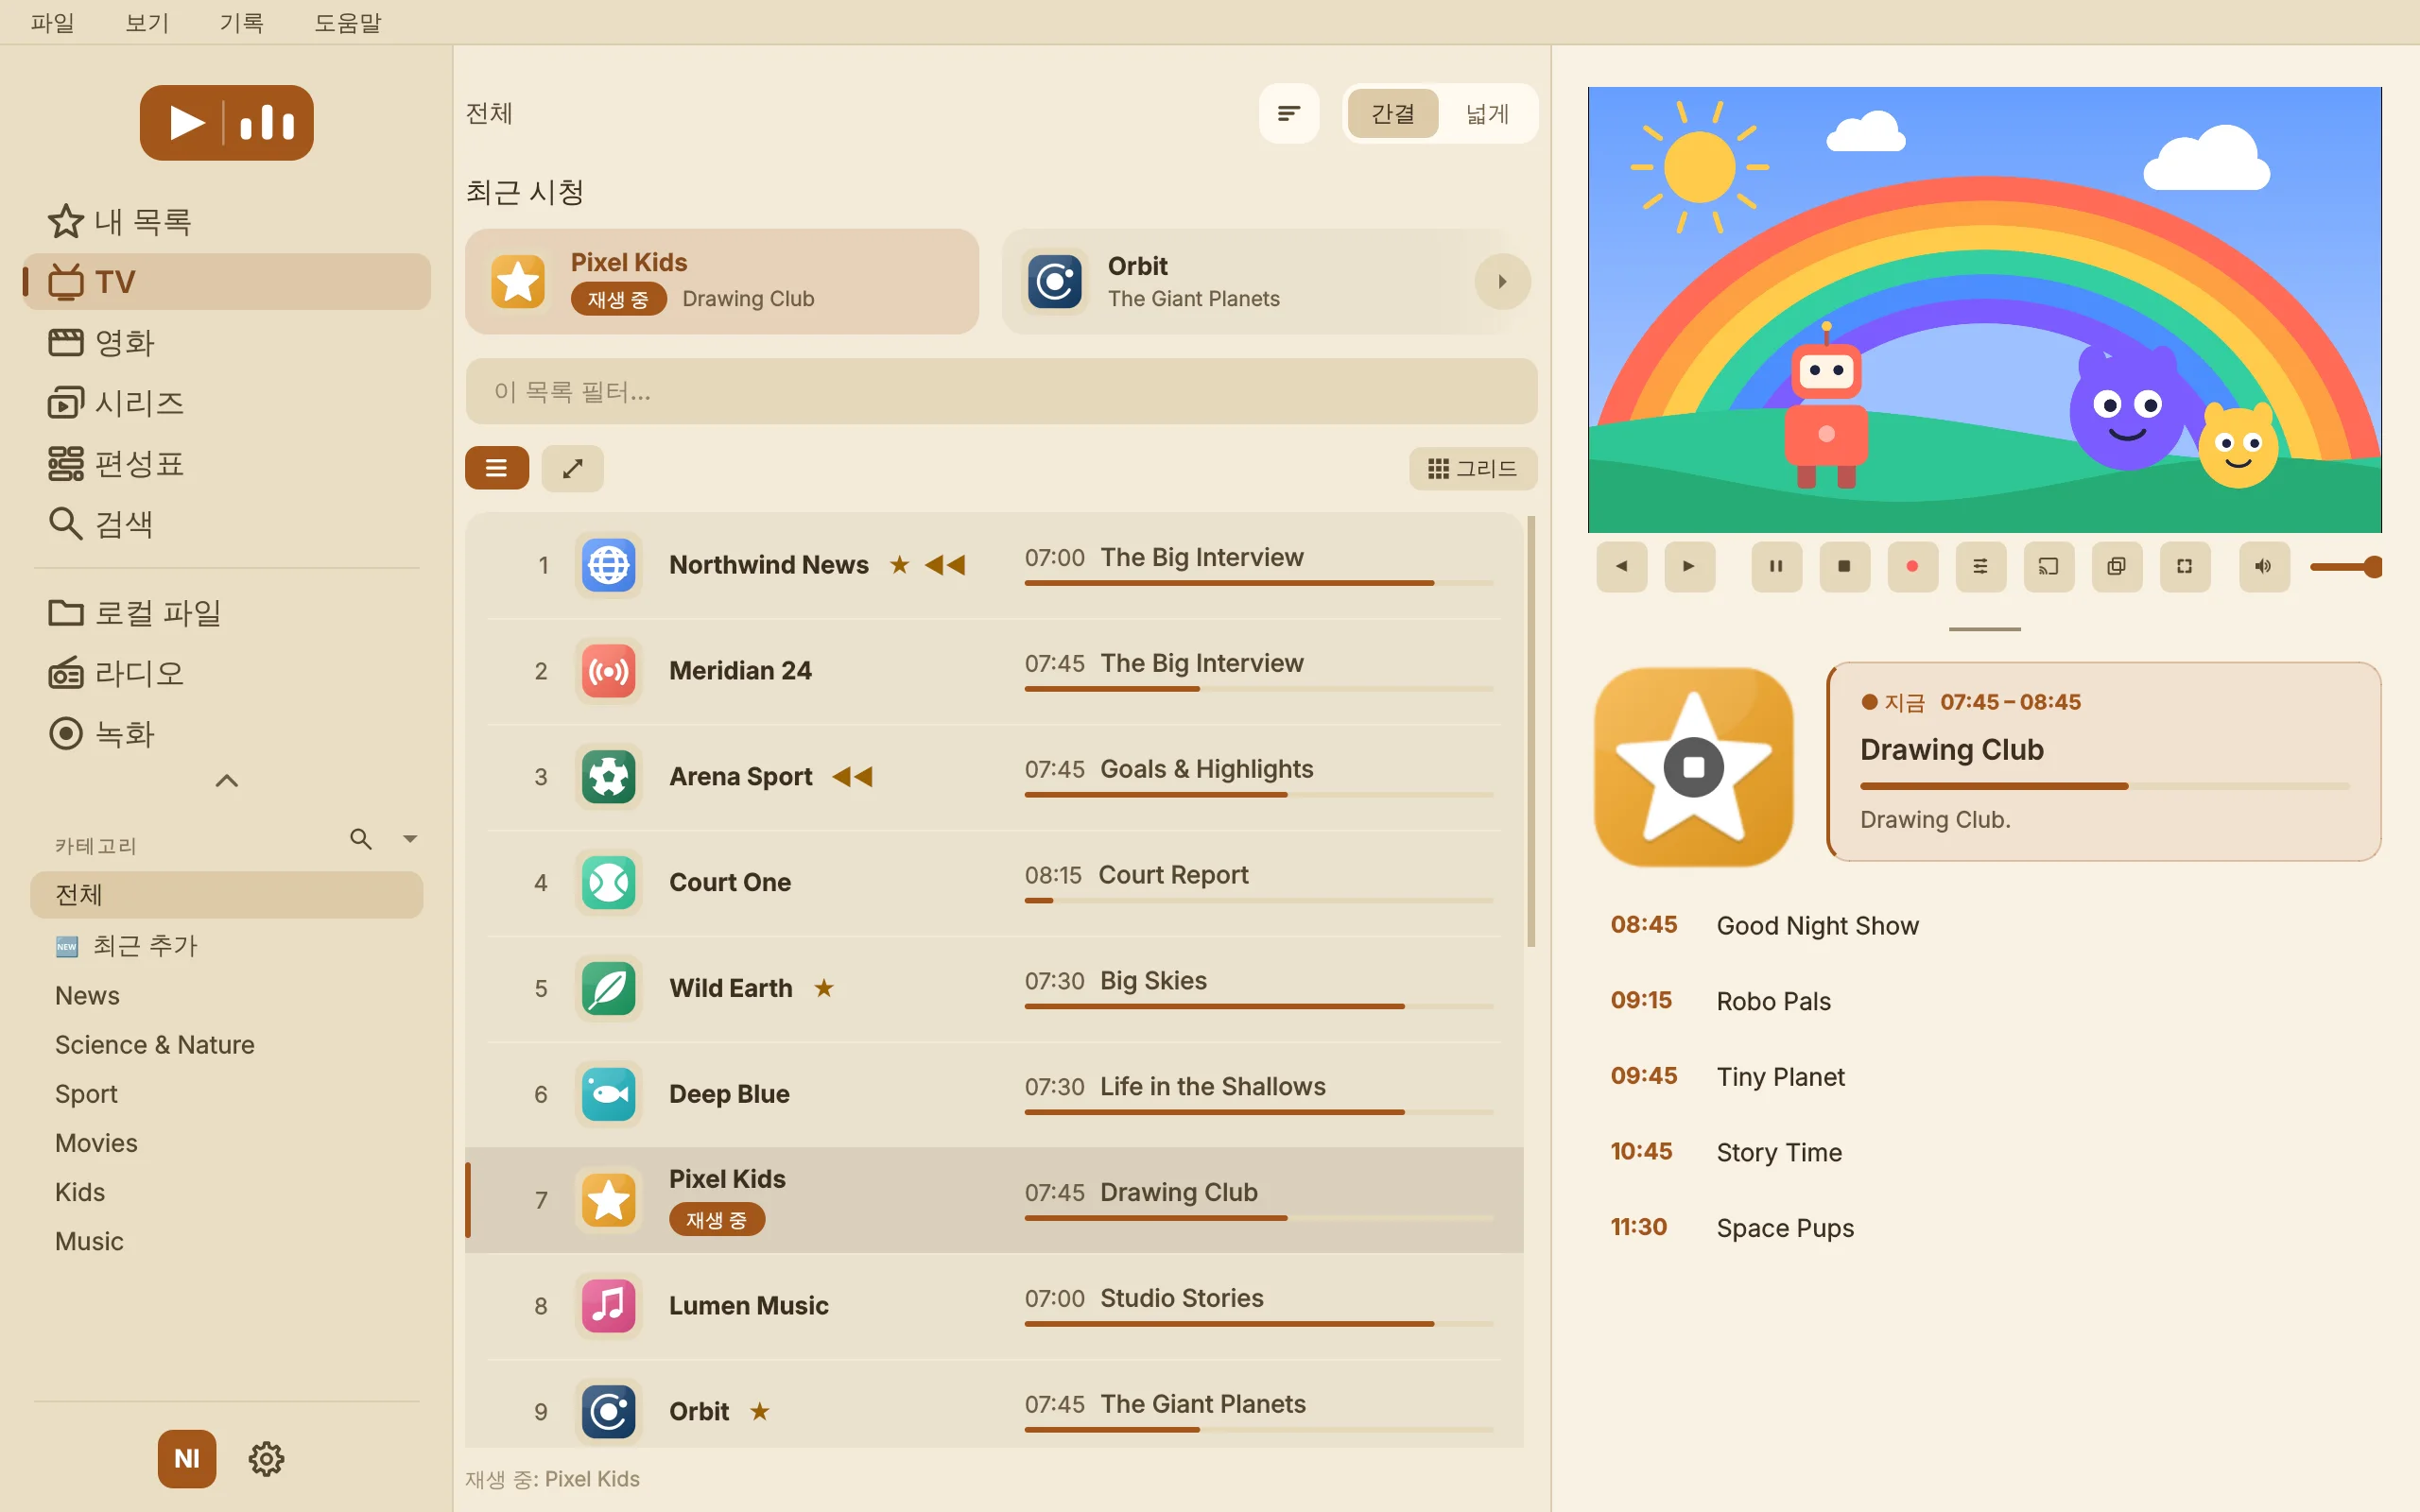 파일 보기 기록 도움말
내 목록
TV
영화
시리즈
편성표
검색
로컬 파일
라디오
녹화
카테고리
전체
NEW 최근 추가
News
Science & Nature
Sport
Movies
Kids
Music
NI
전체
간결 넓게
최근 시청
Pixel Kids
재생 중 Drawing Club
Orbit
The Giant Planets
이 목록 필터...
그리드
1 Northwind News 07:00 The Big Interview
2 Meridian 24 07:45 The Big Interview
3 Arena Sport 07:45 Goals & Highlights
4 Court One 08:15 Court Report
5 Wild Earth 07:30 Big Skies
6 Deep Blue 07:30 Life in the Shallows
7 Pixel Kids 07:45 Drawing Club
재생 중
8 Lumen Music 07:00 Studio Stories
9 Orbit 07:45 The Giant Planets
재생 중: Pixel Kids
지금 07:45 – 08:45
Drawing Club
Drawing Club.
08:45 Good Night Show
09:15 Robo Pals
09:45 Tiny Planet
10:45 Story Time
11:30 Space Pups